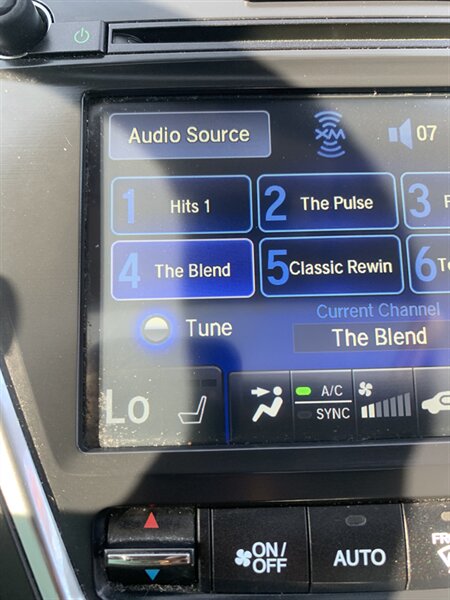 Audio Source
XM
07
1 Hits 1
2 The Pulse
3
4 The Blend
5 Classic Rewin
6
Tune
Current Channel
The Blend
Lo
A/C
SYNC
ON/
OFF
AUTO